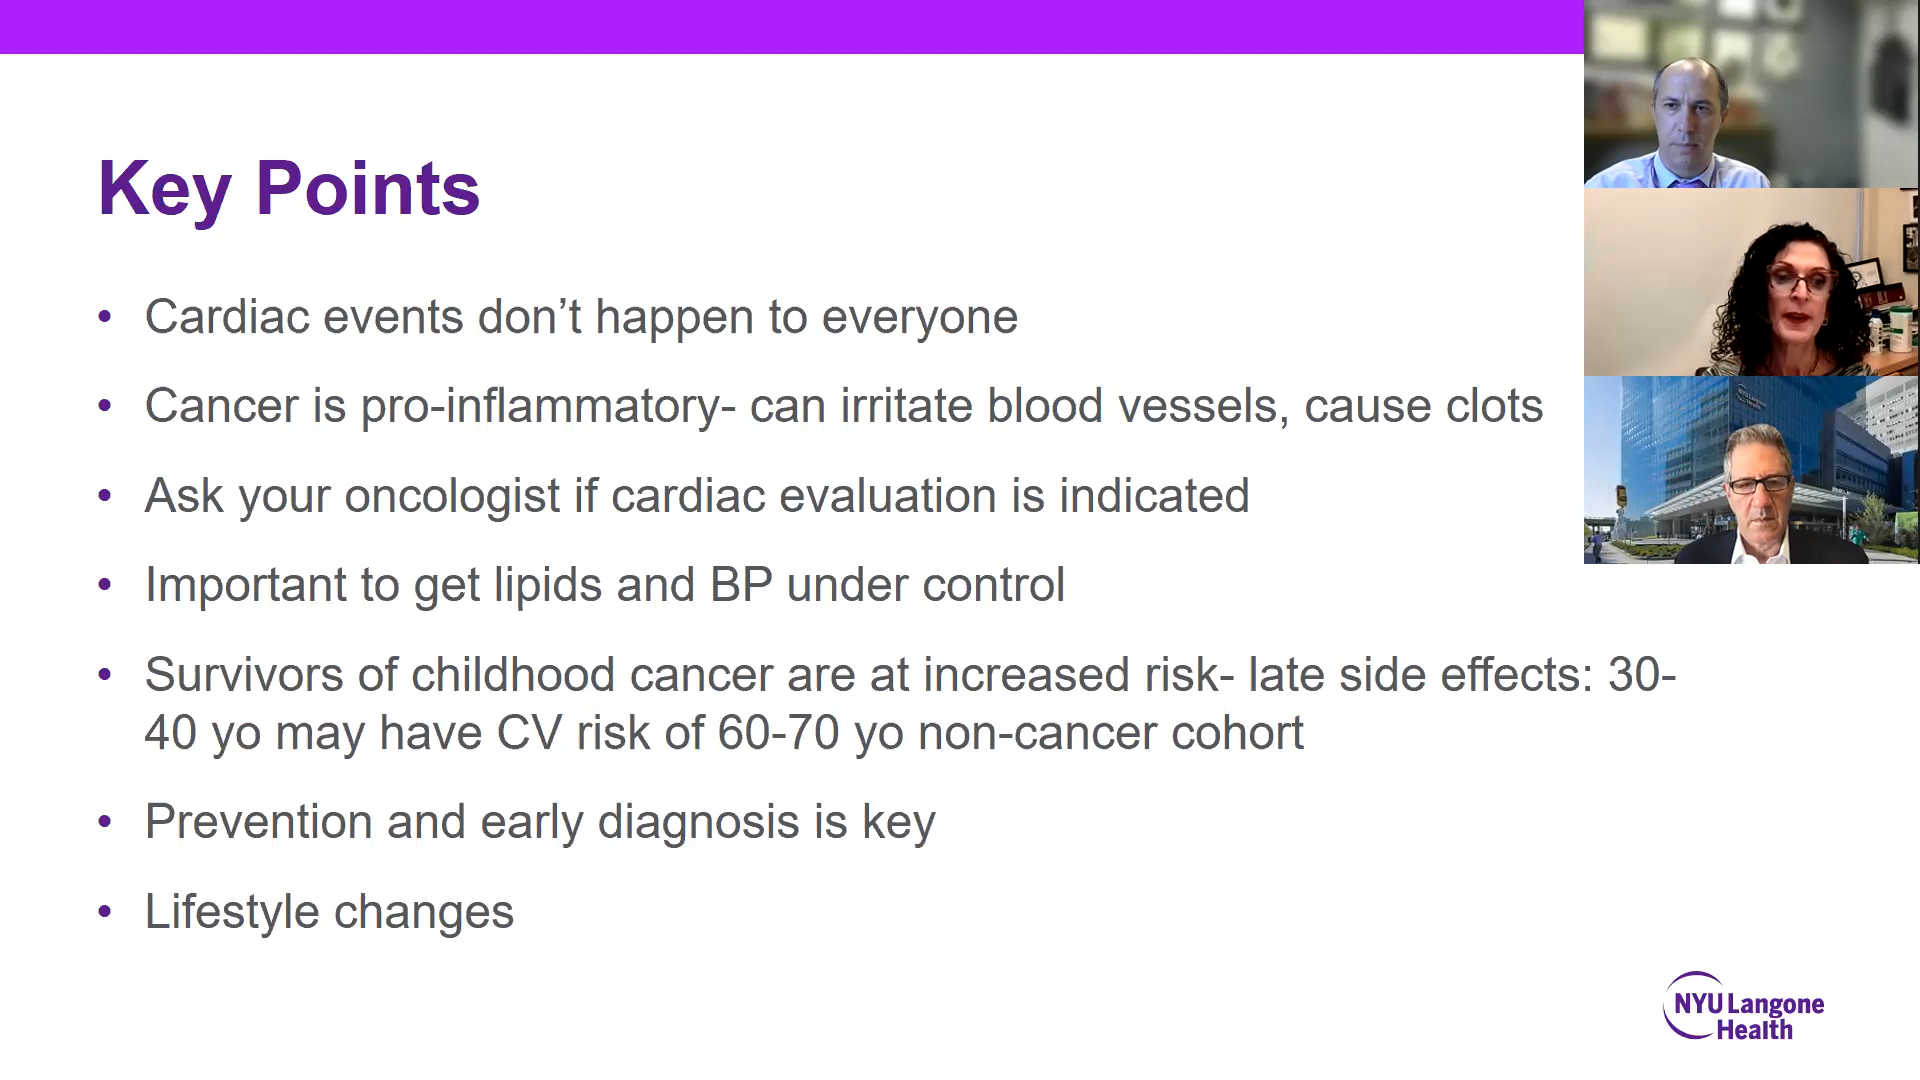 Key Points
• Cardiac events don’t happen to everyone
• Cancer is pro-inflammatory- can irritate blood vessels, cause clots
• Ask your oncologist if cardiac evaluation is indicated
• Important to get lipids and BP under control
• Survivors of childhood cancer are at increased risk- late side effects: 30-
40 yo may have CV risk of 60-70 yo non-cancer cohort
• Prevention and early diagnosis is key
• Lifestyle changes
NYU Langone
Health